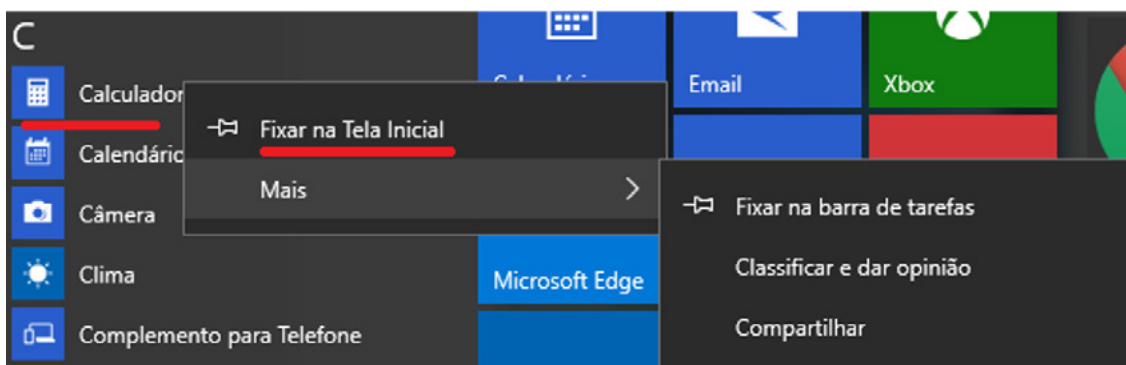 C
Calculador
Fixar na Tela Inicial
Calendáric
Mais
Câmera
Clima
Complemento para Telefone
Email
Xbox
Microsoft Edge
Fixar na barra de tarefas
Classificar e dar opinião
Compartilhar